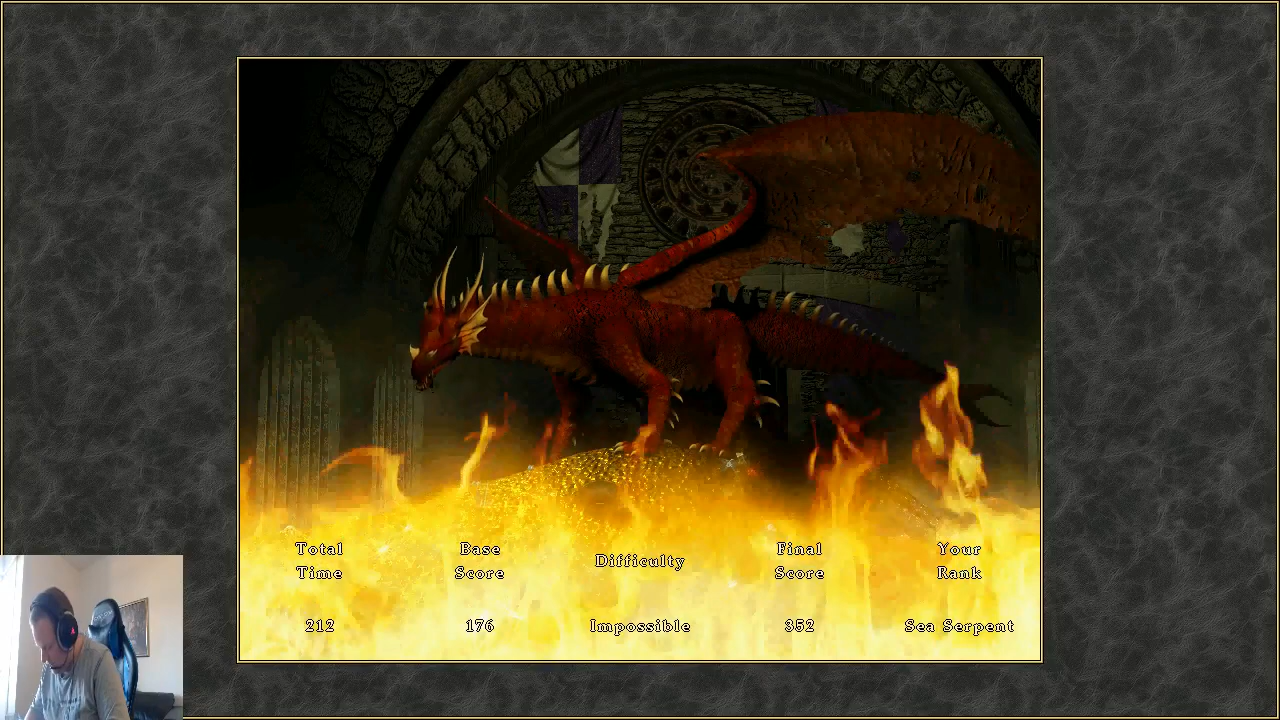 Total Time
Base Score
Difficulty
Final Score
Your Rank
212
176
Impossible
352
Sea Serpent